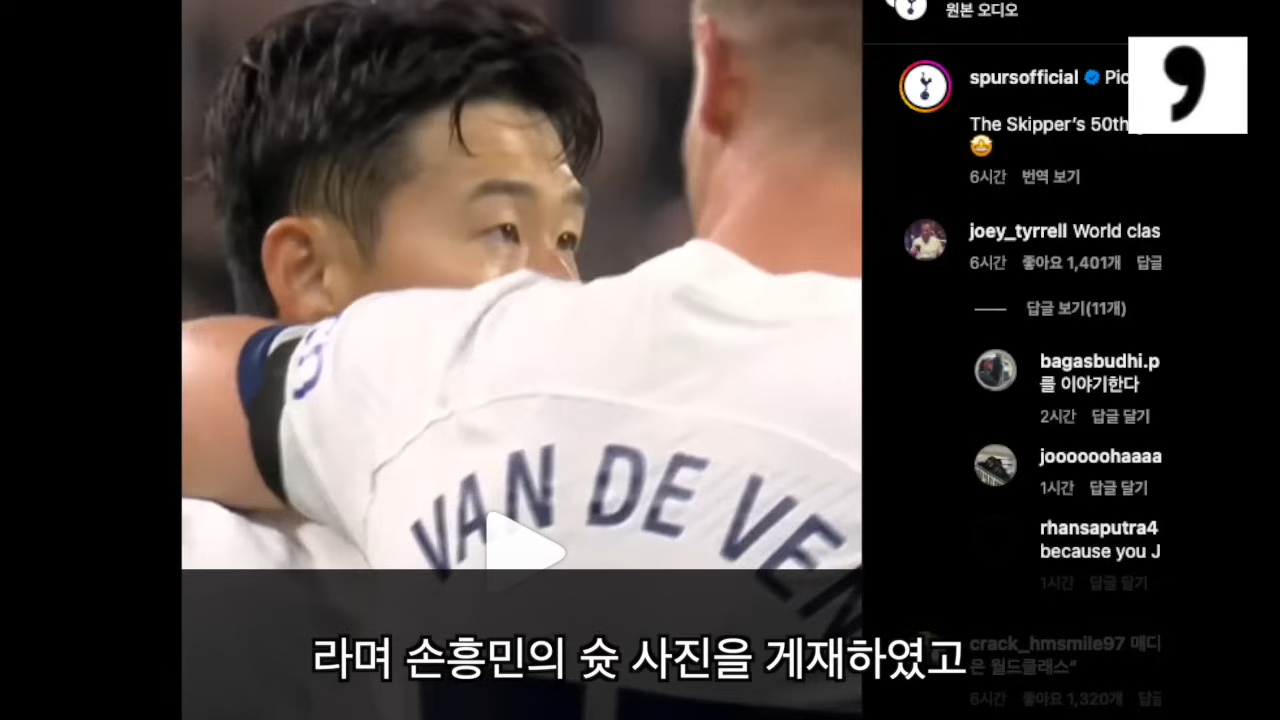 원본 오디오
spursofficial
The Skipper's 50th
6시간 번역 보기
joey_tyrrell World clas
6시간 좋아요 1,401개 답글
답글 보기(11개)
bagasbudhi.p
를 이야기한다
2시간 답글 달기
joooooohaaaa
1시간 답글 달기
rhansaputra4
because you J
1시간 답글 달기
crack_hmsmile97 매디
은 월드클래스"
6시간 좋아요 1,320개 답글
VAN DE VEN
라며 손흥민의 슛 사진을 게재하였고